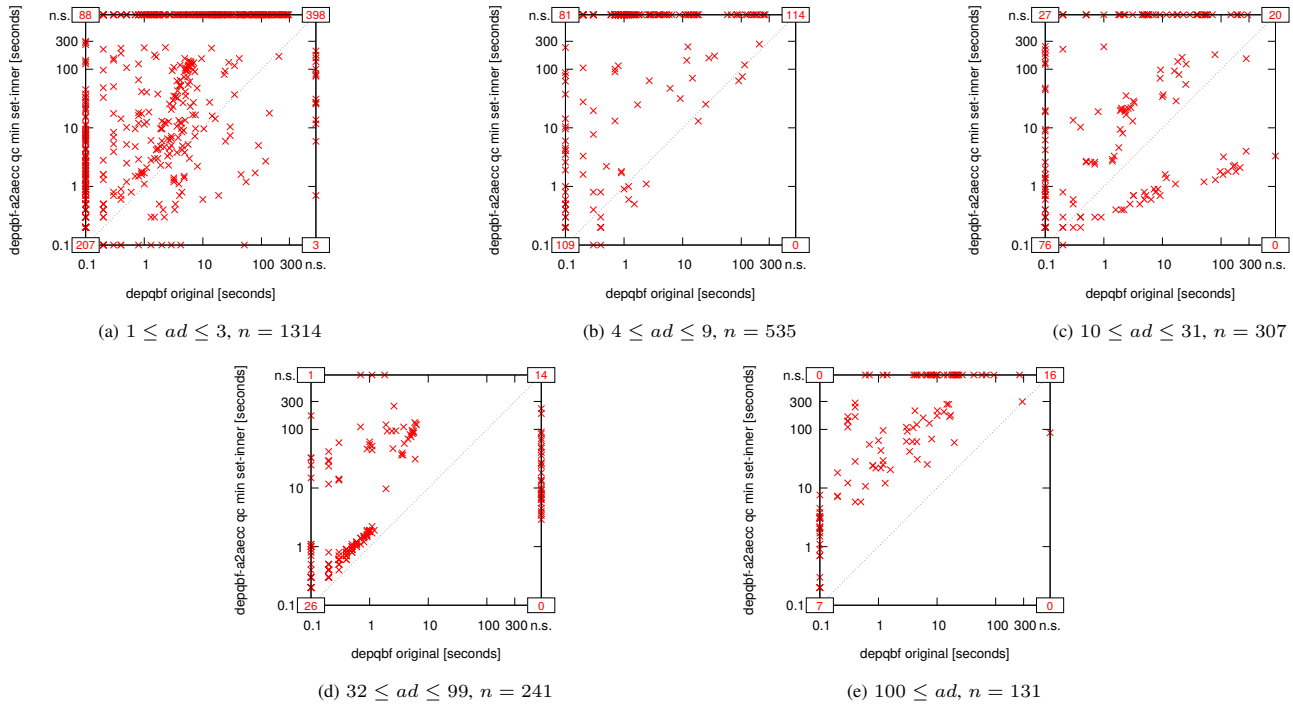 n.s. 88 398
300
100
10
1
0.1 207 3
0.1 1 10 100 300 n.s.
depqbf-a2aecc qc min set-inner [seconds]
depqbf original [seconds]
(a) 1 ≤ ad ≤ 3, n = 1314
n.s. 81 114
300
100
10
1
0.1 109 0
0.1 1 10 100 300 n.s.
depqbf-a2aecc qc min set-inner [seconds]
depqbf original [seconds]
(b) 4 ≤ ad ≤ 9, n = 535
n.s. 27 20
300
100
10
1
0.1 76 0
0.1 1 10 100 300 n.s.
depqbf-a2aecc qc min set-inner [seconds]
depqbf original [seconds]
(c) 10 ≤ ad ≤ 31, n = 307
n.s. 1 14
300
100
10
1
0.1 26 0
0.1 1 10 100 300 n.s.
depqbf-a2aecc qc min set-inner [seconds]
depqbf original [seconds]
(d) 32 ≤ ad ≤ 99, n = 241
n.s. 0 16
300
100
10
1
0.1 7 0
0.1 1 10 100 300 n.s.
depqbf-a2aecc qc min set-inner [seconds]
depqbf original [seconds]
(e) 100 ≤ ad, n = 131